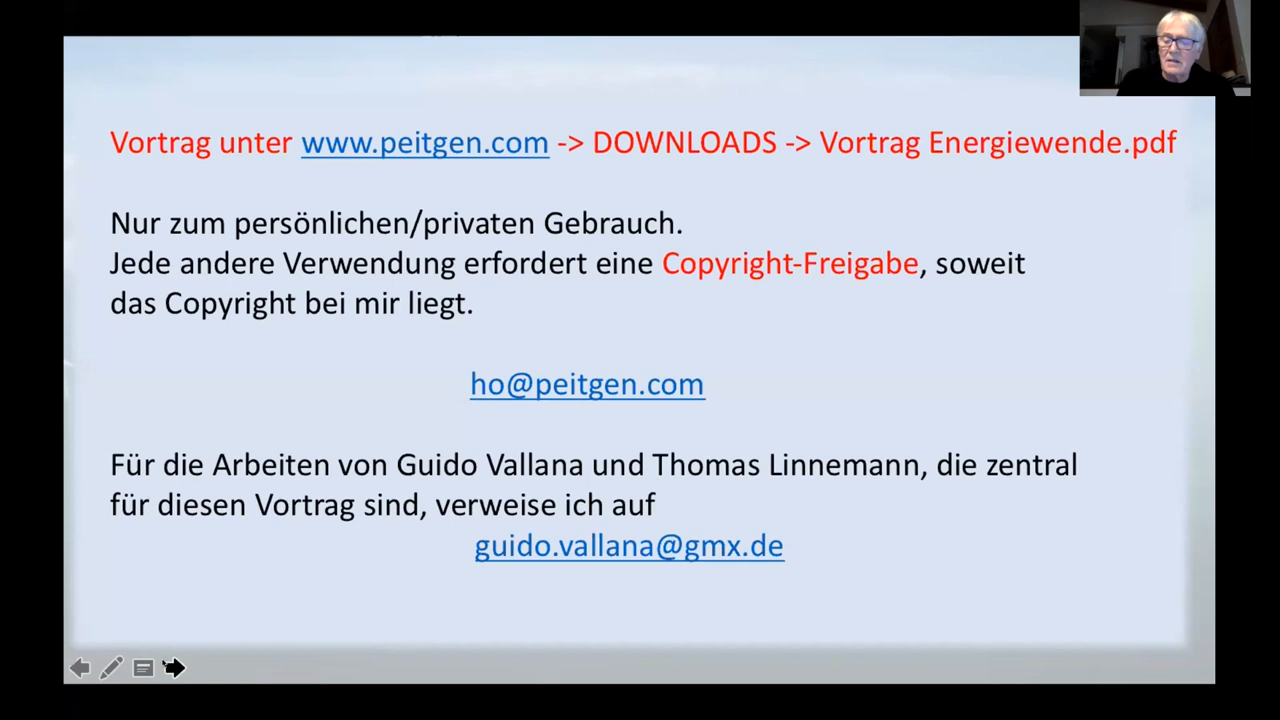 Vortrag unter www.peitgen.com -> DOWNLOADS -> Vortrag Energiewende.pdf
Nur zum persönlichen/privaten Gebrauch.
Jede andere Verwendung erfordert eine Copyright-Freigabe, soweit
das Copyright bei mir liegt.
ho@peitgen.com
Für die Arbeiten von Guido Vallana und Thomas Linnemann, die zentral
für diesen Vortrag sind, verweise ich auf
guido.vallana@gmx.de